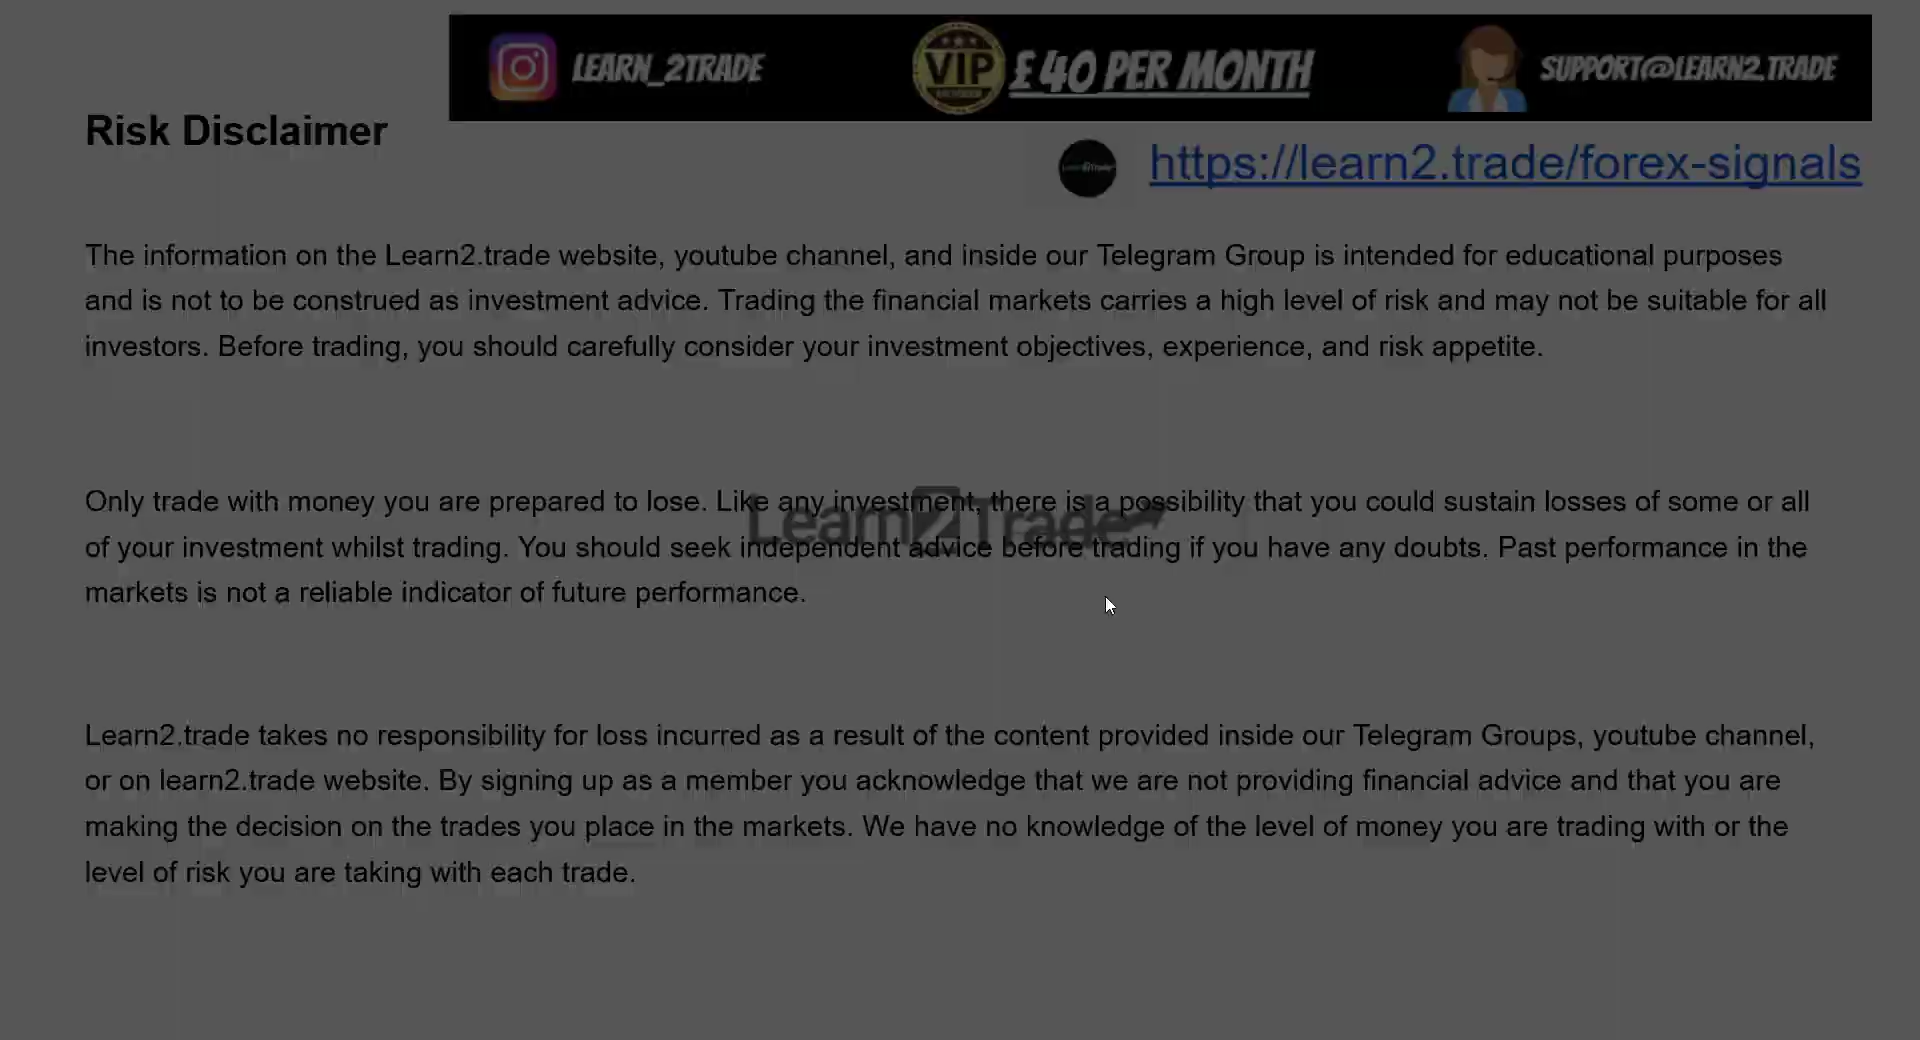 LEARN_2TRADE
VIP
£40 PER MONTH
SUPPORT@LEARN2.TRADE
Risk Disclaimer
https://learn2.trade/forex-signals
The information on the Learn2.trade website, youtube channel, and inside our Telegram Group is intended for educational purposes
and is not to be construed as investment advice. Trading the financial markets carries a high level of risk and may not be suitable for all
investors. Before trading, you should carefully consider your investment objectives, experience, and risk appetite.
Only trade with money you are prepared to lose. Like any investment, there is a possibility that you could sustain losses of some or all
Learn2Trade
of your investment whilst trading. You should seek independent advice before trading if you have any doubts. Past performance in the
markets is not a reliable indicator of future performance.
Learn2.trade takes no responsibility for loss incurred as a result of the content provided inside our Telegram Groups, youtube channel,
or on learn2.trade website. By signing up as a member you acknowledge that we are not providing financial advice and that you are
making the decision on the trades you place in the markets. We have no knowledge of the level of money you are trading with or the
level of risk you are taking with each trade.